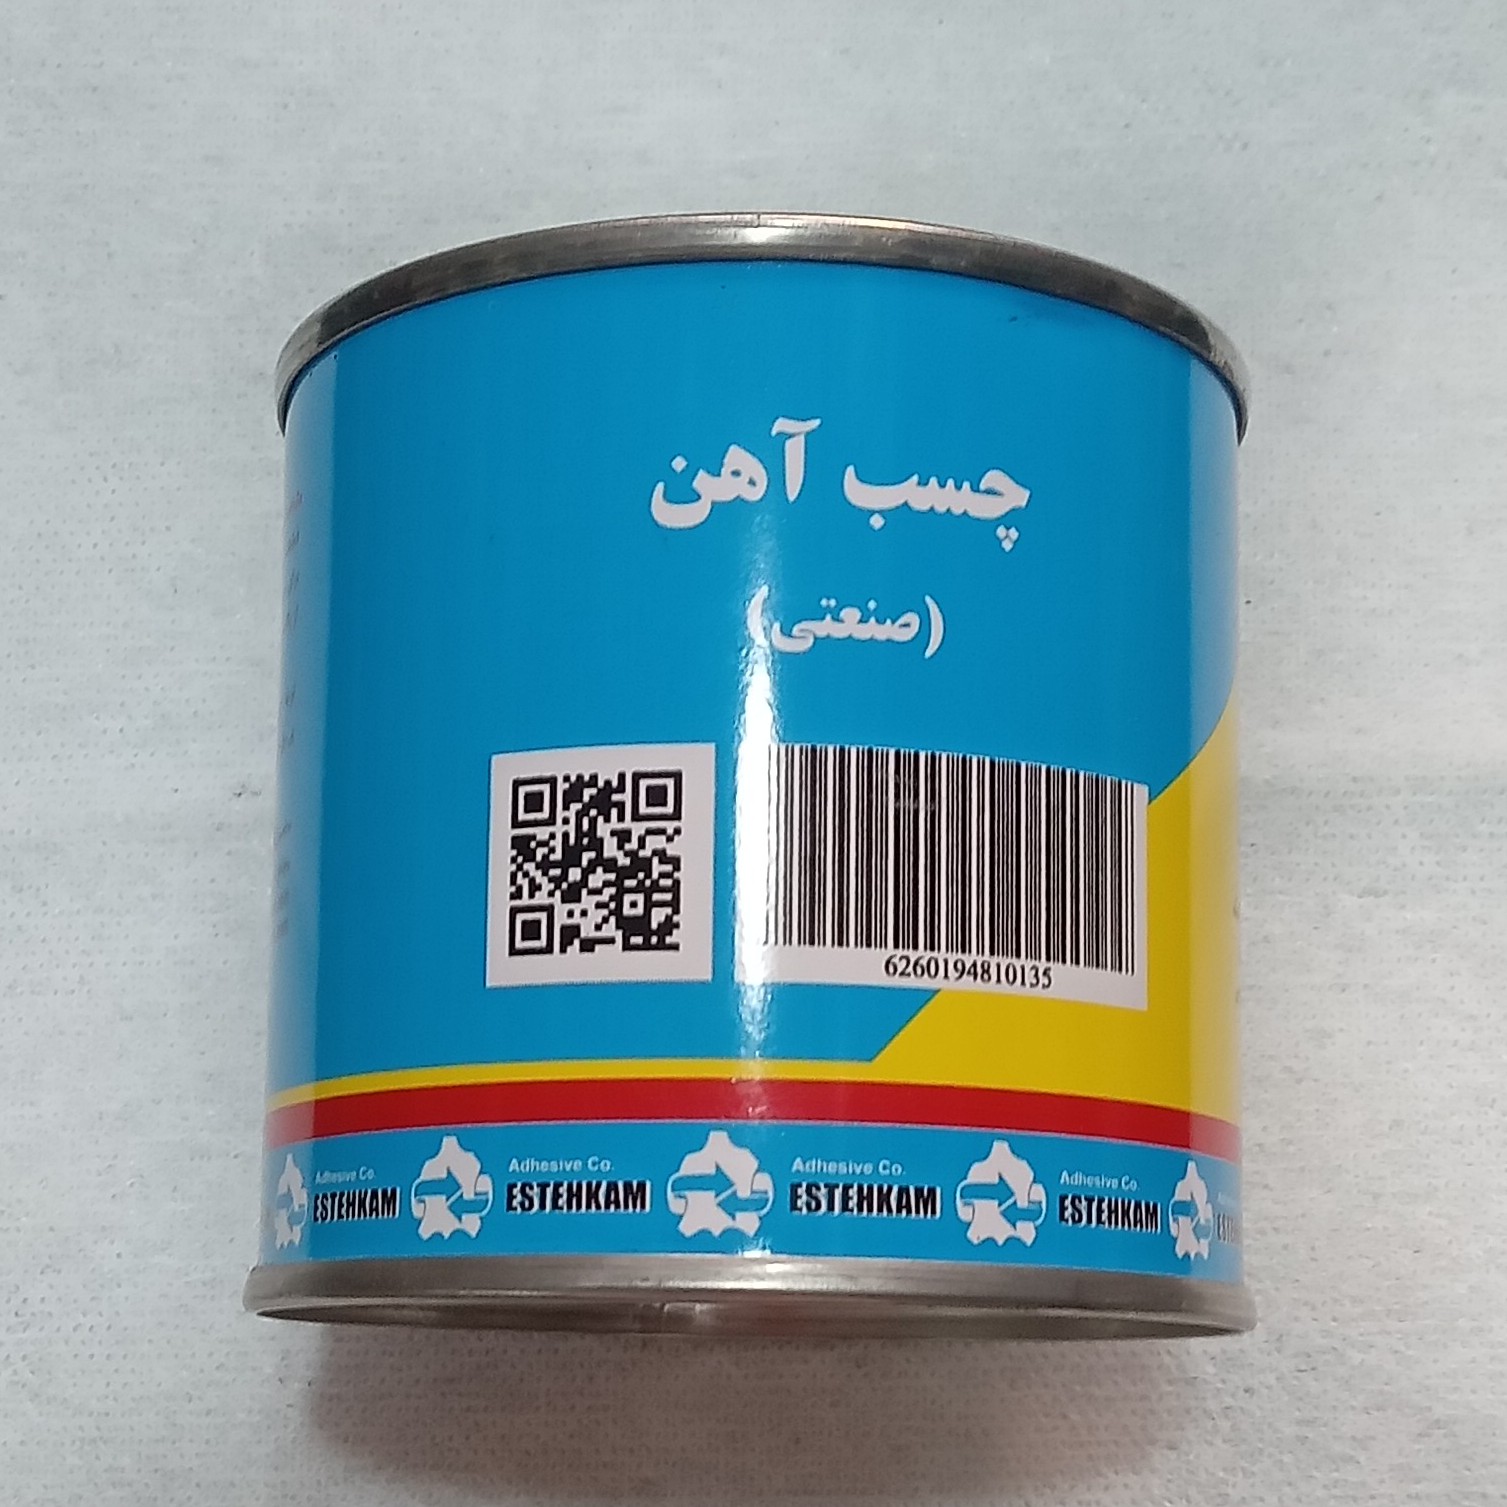 چسب آهن
(صنعتی)
6260194810135
Adhesive Co. Adhesive Co. Adhesive Co. Adhesive Co.
ESTEHKAM ESTEHKAM ESTEHKAM ESTEHKAM